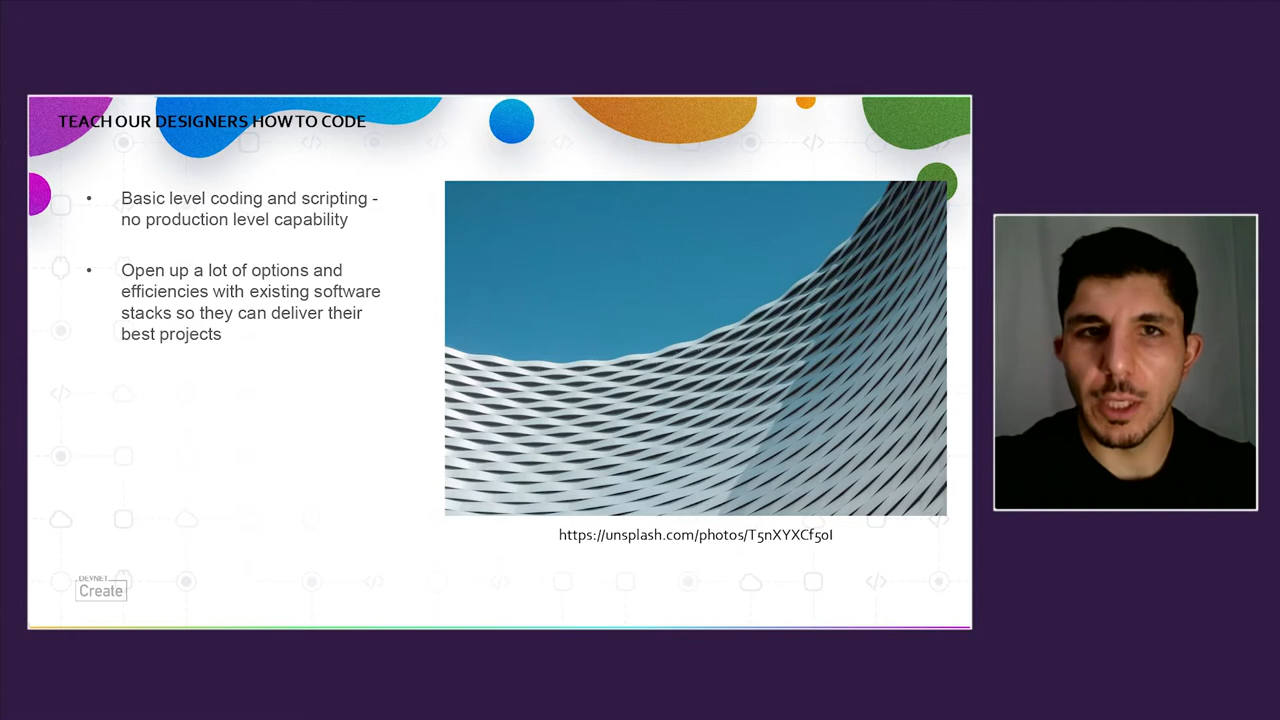 TEACH OUR DESIGNERS HOW TO CODE
• Basic level coding and scripting -
no production level capability
• Open up a lot of options and
efficiencies with existing software
stacks so they can deliver their
best projects
https://unsplash.com/photos/T5nXYXCf50I
DEVNET
Create